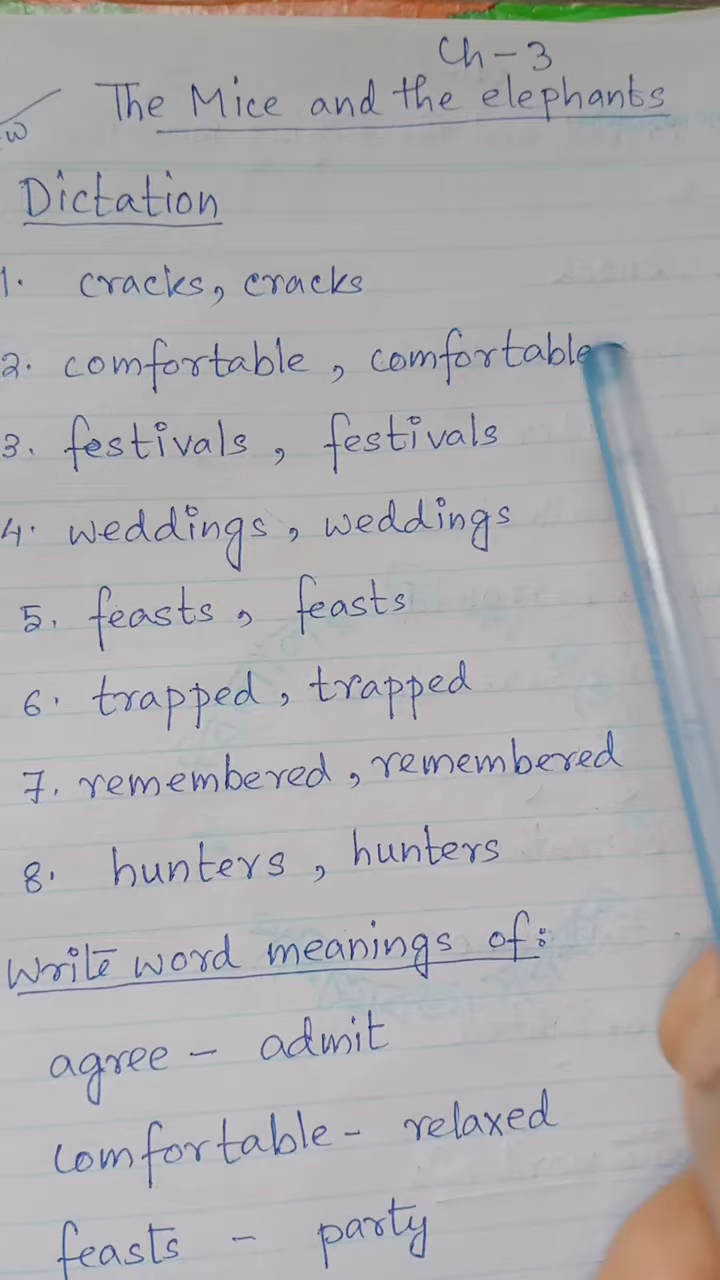 Ch - 3
The Mice and the elephants
Dictation
1. cracks, cracks
2. comfortable, comfortable
3. festivals, festivals
4. weddings, weddings
5. feasts, feasts
6. trapped, trapped
7. remembered, remembered
8. hunters, hunters
Write word meanings of:
agree - admit
comfortable - relaxed
feasts - party